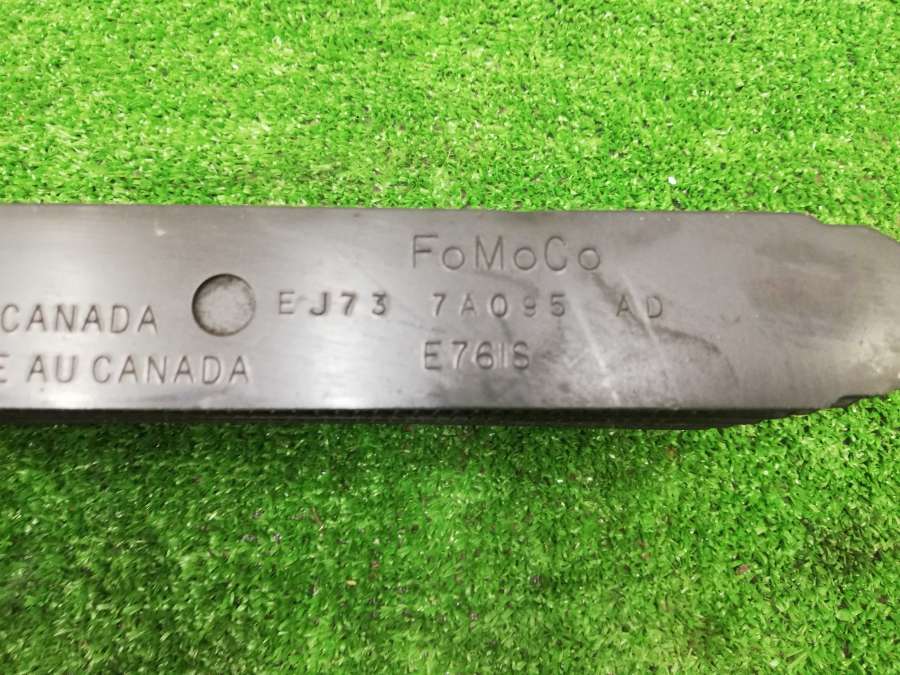 FoMoCo
CANADA
EJ73 7A095 AD
E AU CANADA
E761S